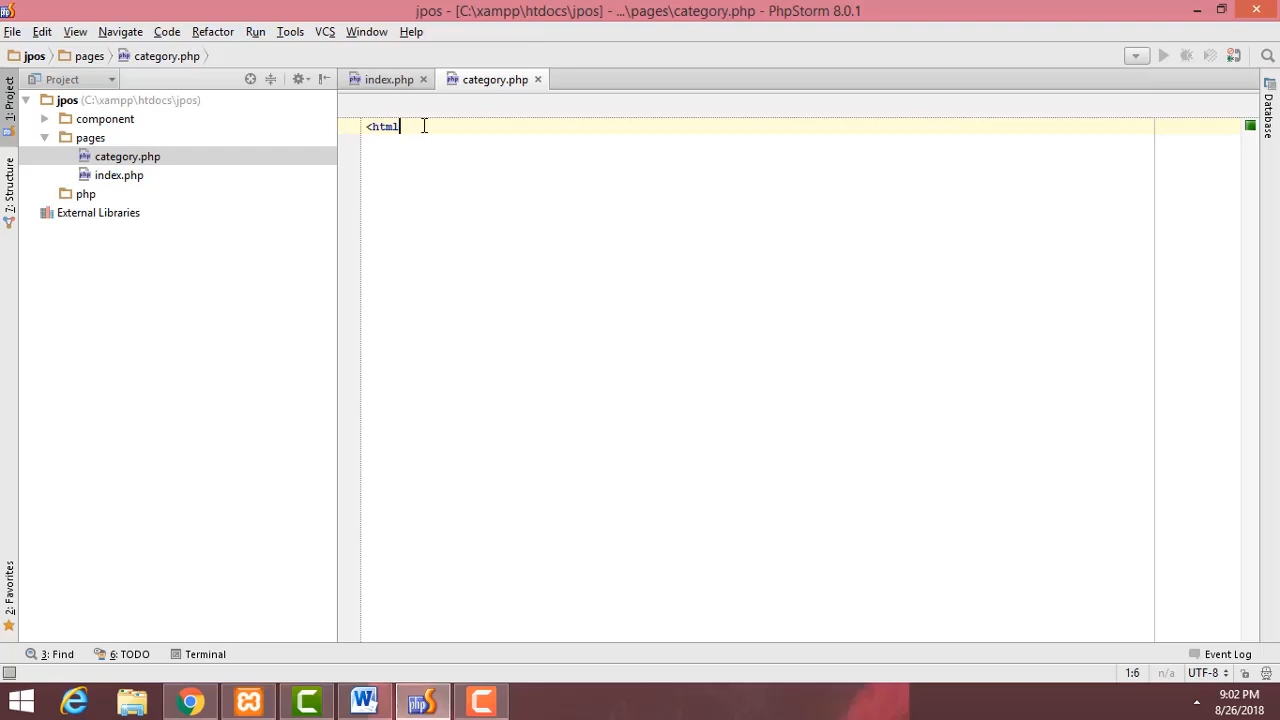 jpos - [C:\xampp\htdocs\jpos] - ...\pages\category.php - PhpStorm 8.0.1
File Edit View Navigate Code Refactor Run Tools VCS Window Help
jpos pages category.php
Project
index.php category.php
1: Project
7: Structure
2: Favorites
jpos (C:\xampp\htdocs\jpos)
component
pages
category.php
index.php
php
External Libraries
<html
Database
3: Find 6: TODO Terminal Event Log
1:6 n/a UTF-8
9:02 PM
8/26/2018